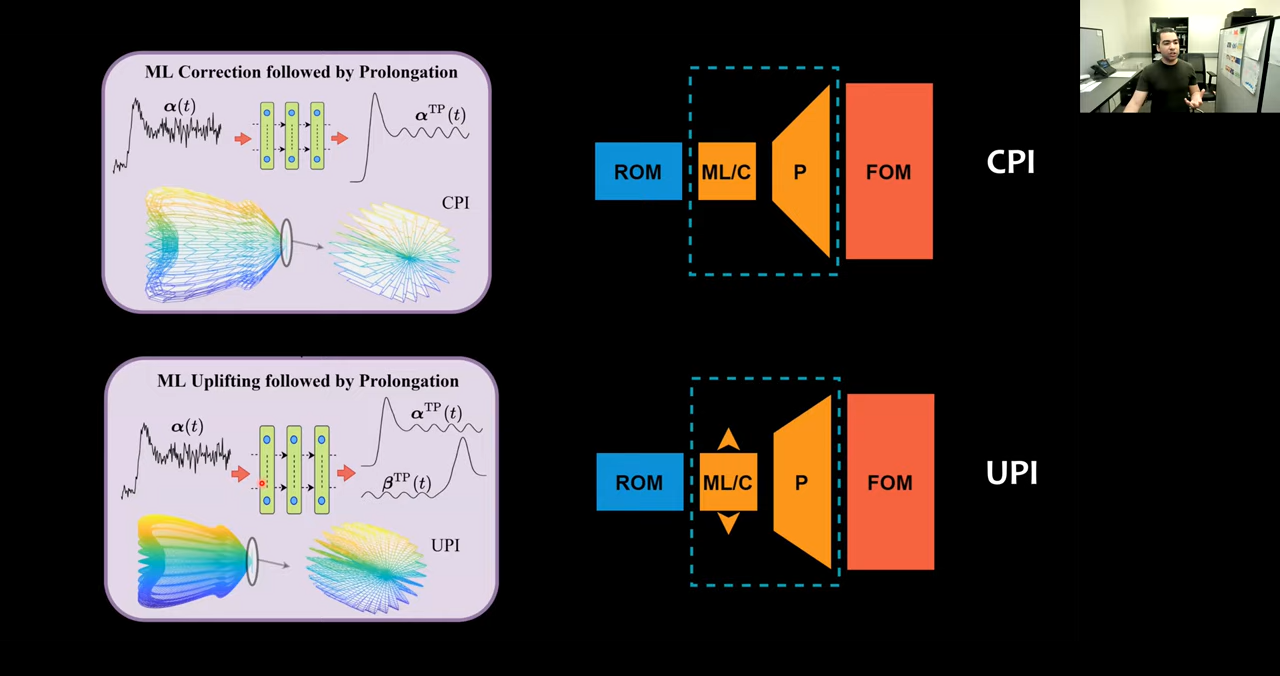 ML Correction followed by Prolongation
α(t)
α^TP(t)
CPI
ROM
ML/C
P
FOM
CPI
ML Uplifting followed by Prolongation
α(t)
α^TP(t)
β^TP(t)
UPI
ROM
ML/C
P
FOM
UPI